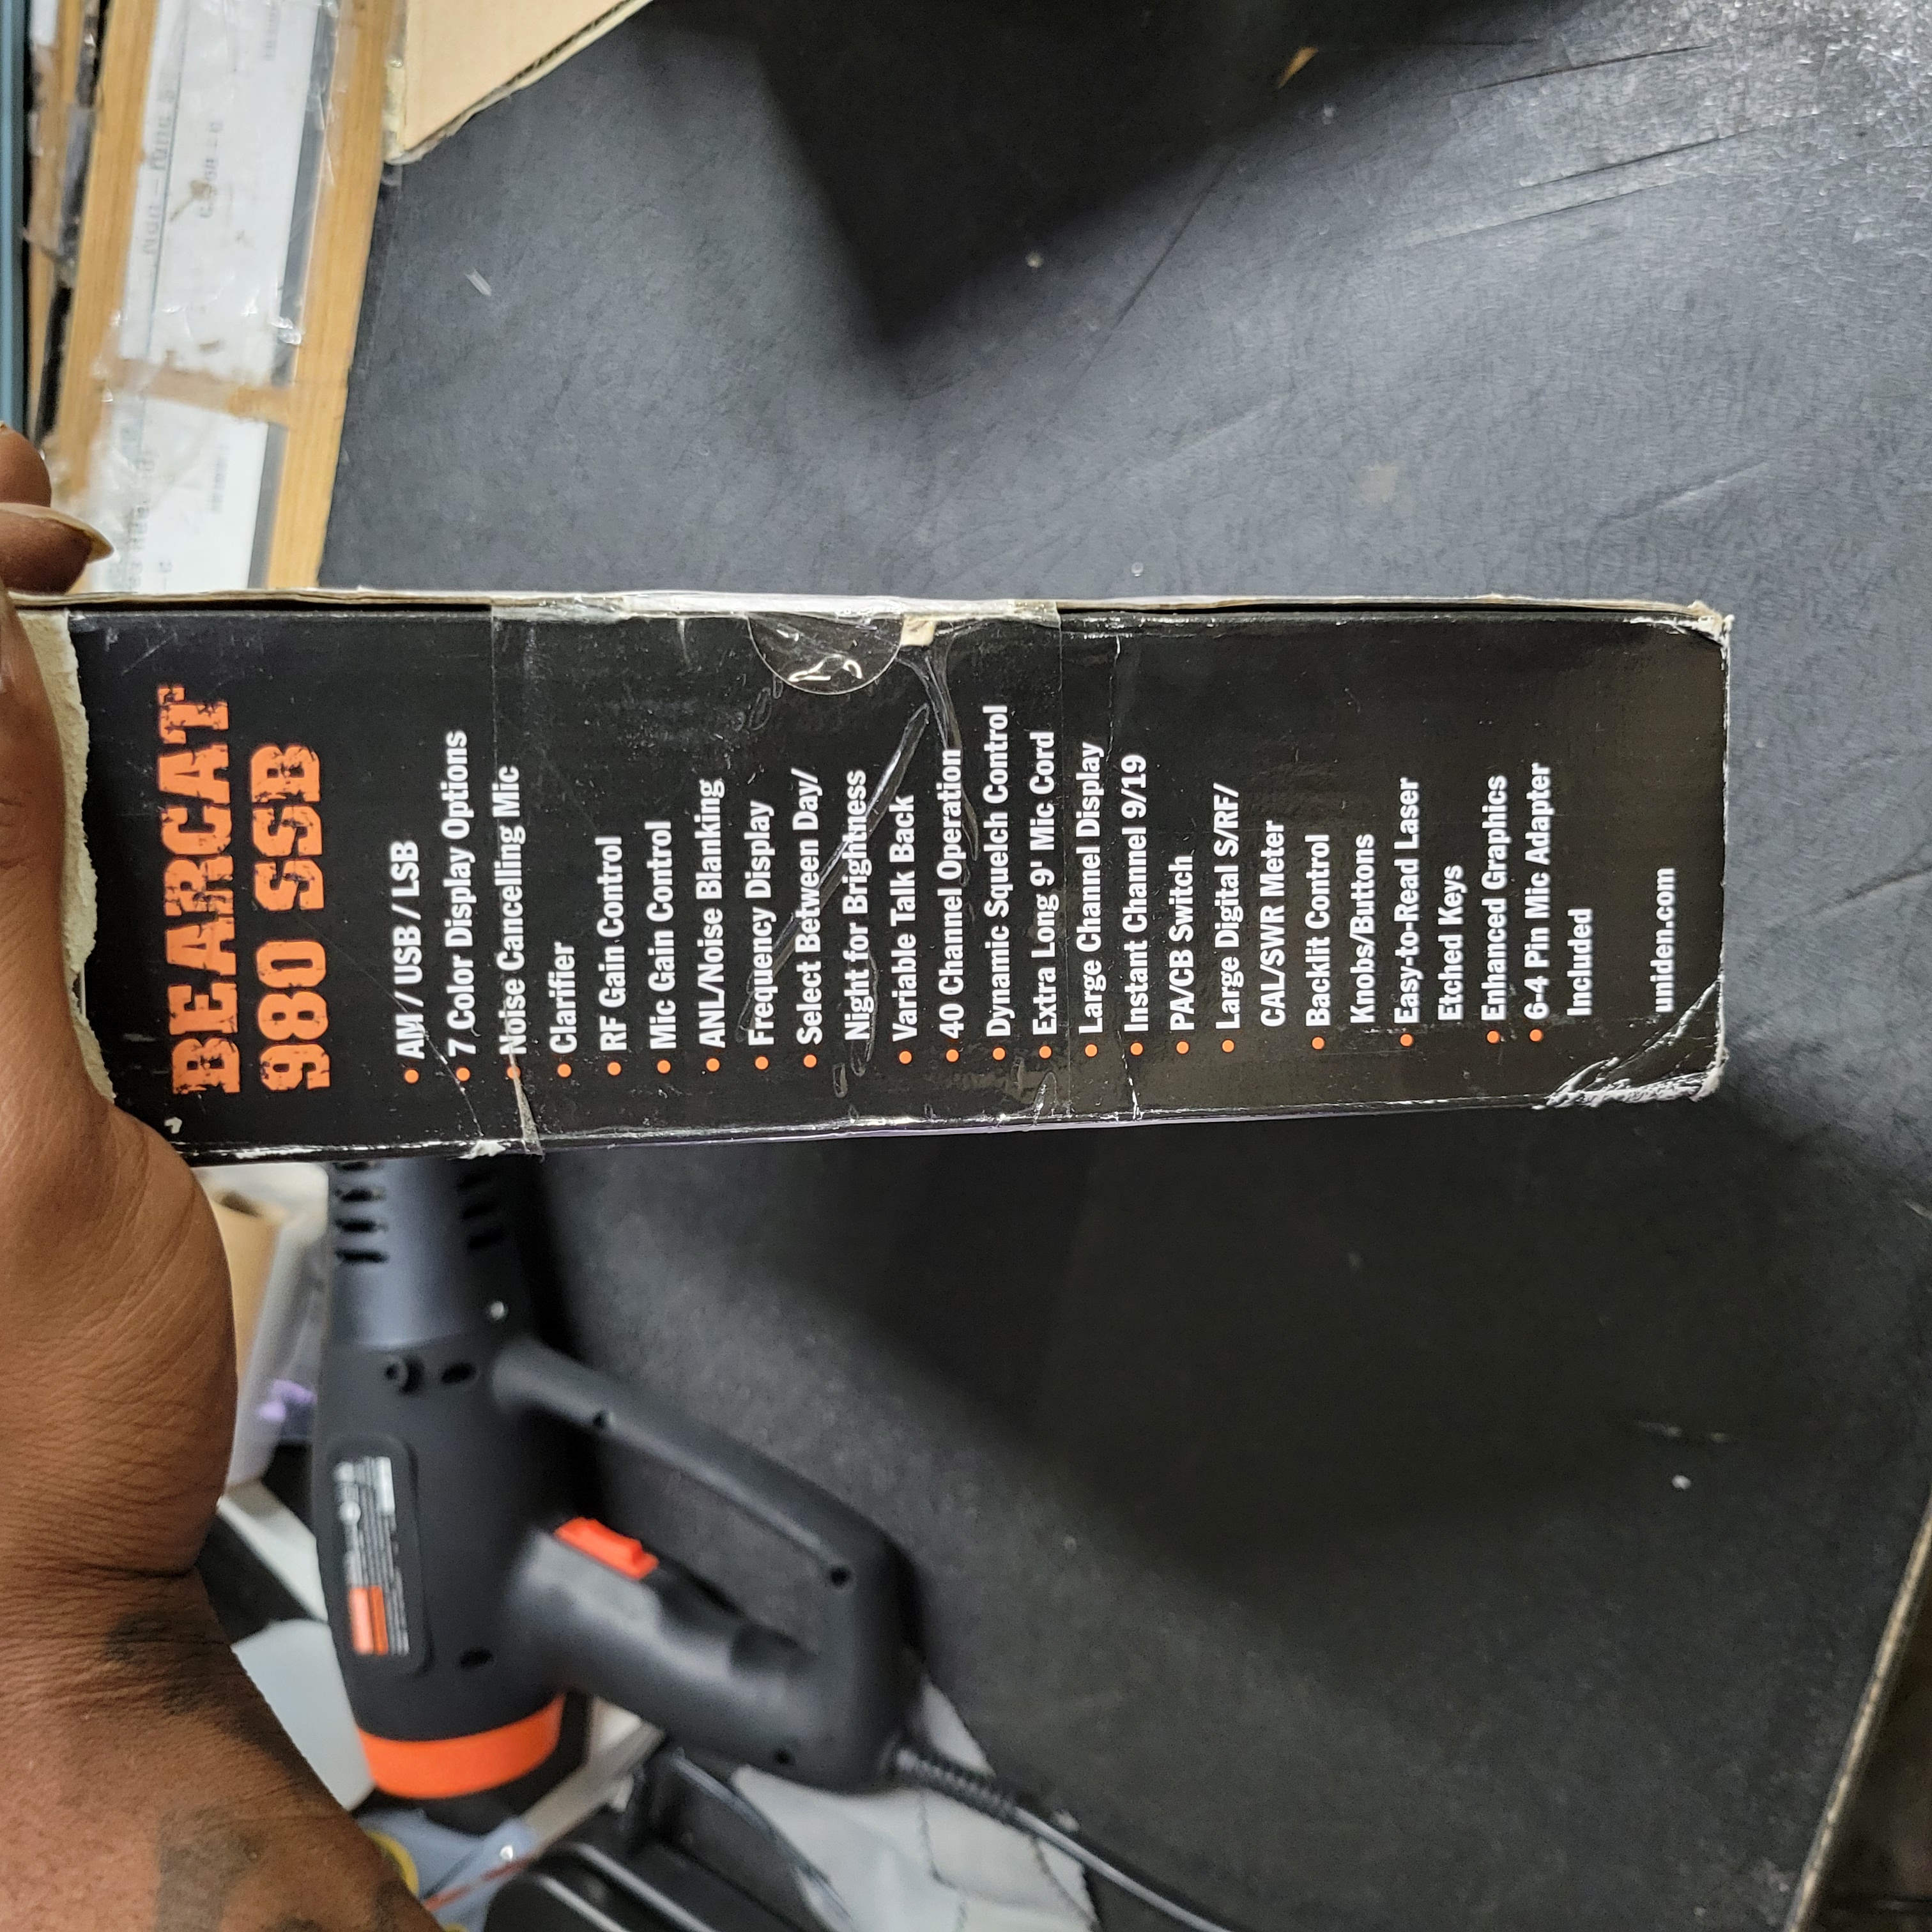 BEARCAT
980 SSB
• AM / USB / LSB
• 7 Color Display Options
• Noise Cancelling Mic
• Clarifier
• RF Gain Control
• Mic Gain Control
• ANL/Noise Blanking
• Frequency Display
• Select Between Day/
Night for Brightness
• Variable Talk Back
• 40 Channel Operation
• Dynamic Squelch Control
• Extra Long 9' Mic Cord
• Large Channel Display
• Instant Channel 9/19
• PA/CB Switch
• Large Digital S/RF/
CAL/SWR Meter
• Backlit Control
Knobs/Buttons
• Easy-to-Read Laser
Etched Keys
• Enhanced Graphics
• 6-4 Pin Mic Adapter
Included
uniden.com